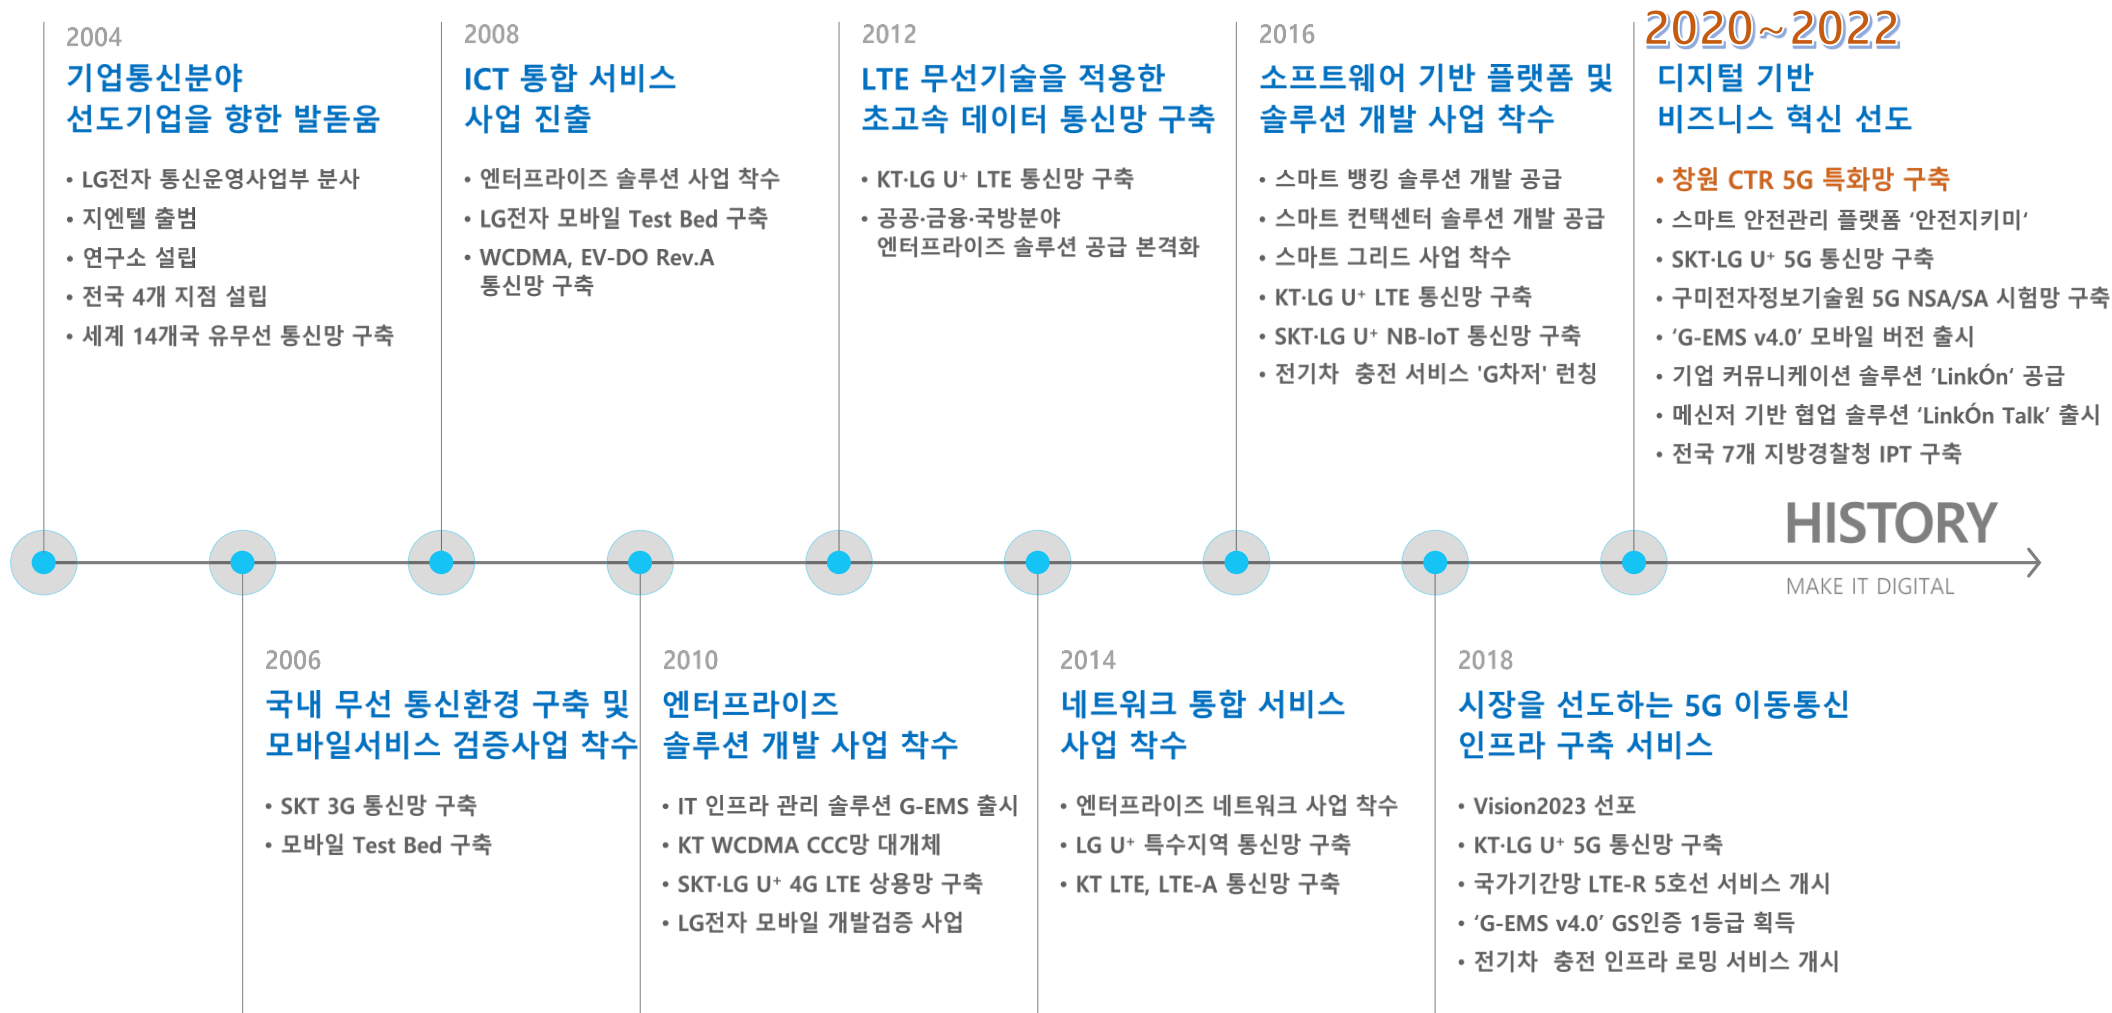 2004
기업통신분야
선도기업을 향한 발돋움
• LG전자 통신운영사업부 분사
• 지엔텔 출범
• 연구소 설립
• 전국 4개 지점 설립
• 세계 14개국 유무선 통신망 구축
2008
ICT 통합 서비스
사업 진출
• 엔터프라이즈 솔루션 사업 착수
• LG전자 모바일 Test Bed 구축
• WCDMA, EV-DO Rev.A
통신망 구축
2012
LTE 무선기술을 적용한
초고속 데이터 통신망 구축
• KT·LG U⁺ LTE 통신망 구축
• 공공·금융·국방분야
엔터프라이즈 솔루션 공급 본격화
2016
소프트웨어 기반 플랫폼 및
솔루션 개발 사업 착수
• 스마트 뱅킹 솔루션 개발 공급
• 스마트 컨택센터 솔루션 개발 공급
• 스마트 그리드 사업 착수
• KT·LG U⁺ LTE 통신망 구축
• SKT·LG U⁺ NB-IoT 통신망 구축
• 전기차 충전 서비스 'G차저' 런칭
2020~2022
디지털 기반
비즈니스 혁신 선도
• 창원 CTR 5G 특화망 구축
• 스마트 안전관리 플랫폼 ‘안전지키미‘
• SKT·LG U⁺ 5G 통신망 구축
• 구미전자정보기술원 5G NSA/SA 시험망 구축
• ‘G-EMS v4.0’ 모바일 버전 출시
• 기업 커뮤니케이션 솔루션 ’LinkÓn‘ 공급
• 메신저 기반 협업 솔루션 ‘LinkÓn Talk’ 출시
• 전국 7개 지방경찰청 IPT 구축
HISTORY
MAKE IT DIGITAL
2006
국내 무선 통신환경 구축 및
모바일서비스 검증사업 착수
• SKT 3G 통신망 구축
• 모바일 Test Bed 구축
2010
엔터프라이즈
솔루션 개발 사업 착수
• IT 인프라 관리 솔루션 G-EMS 출시
• KT WCDMA CCC망 대개체
• SKT·LG U⁺ 4G LTE 상용망 구축
• LG전자 모바일 개발검증 사업
2014
네트워크 통합 서비스
사업 착수
• 엔터프라이즈 네트워크 사업 착수
• LG U⁺ 특수지역 통신망 구축
• KT LTE, LTE-A 통신망 구축
2018
시장을 선도하는 5G 이동통신
인프라 구축 서비스
• Vision2023 선포
• KT·LG U⁺ 5G 통신망 구축
• 국가기간망 LTE-R 5호선 서비스 개시
• ‘G-EMS v4.0’ GS인증 1등급 획득
• 전기차 충전 인프라 로밍 서비스 개시